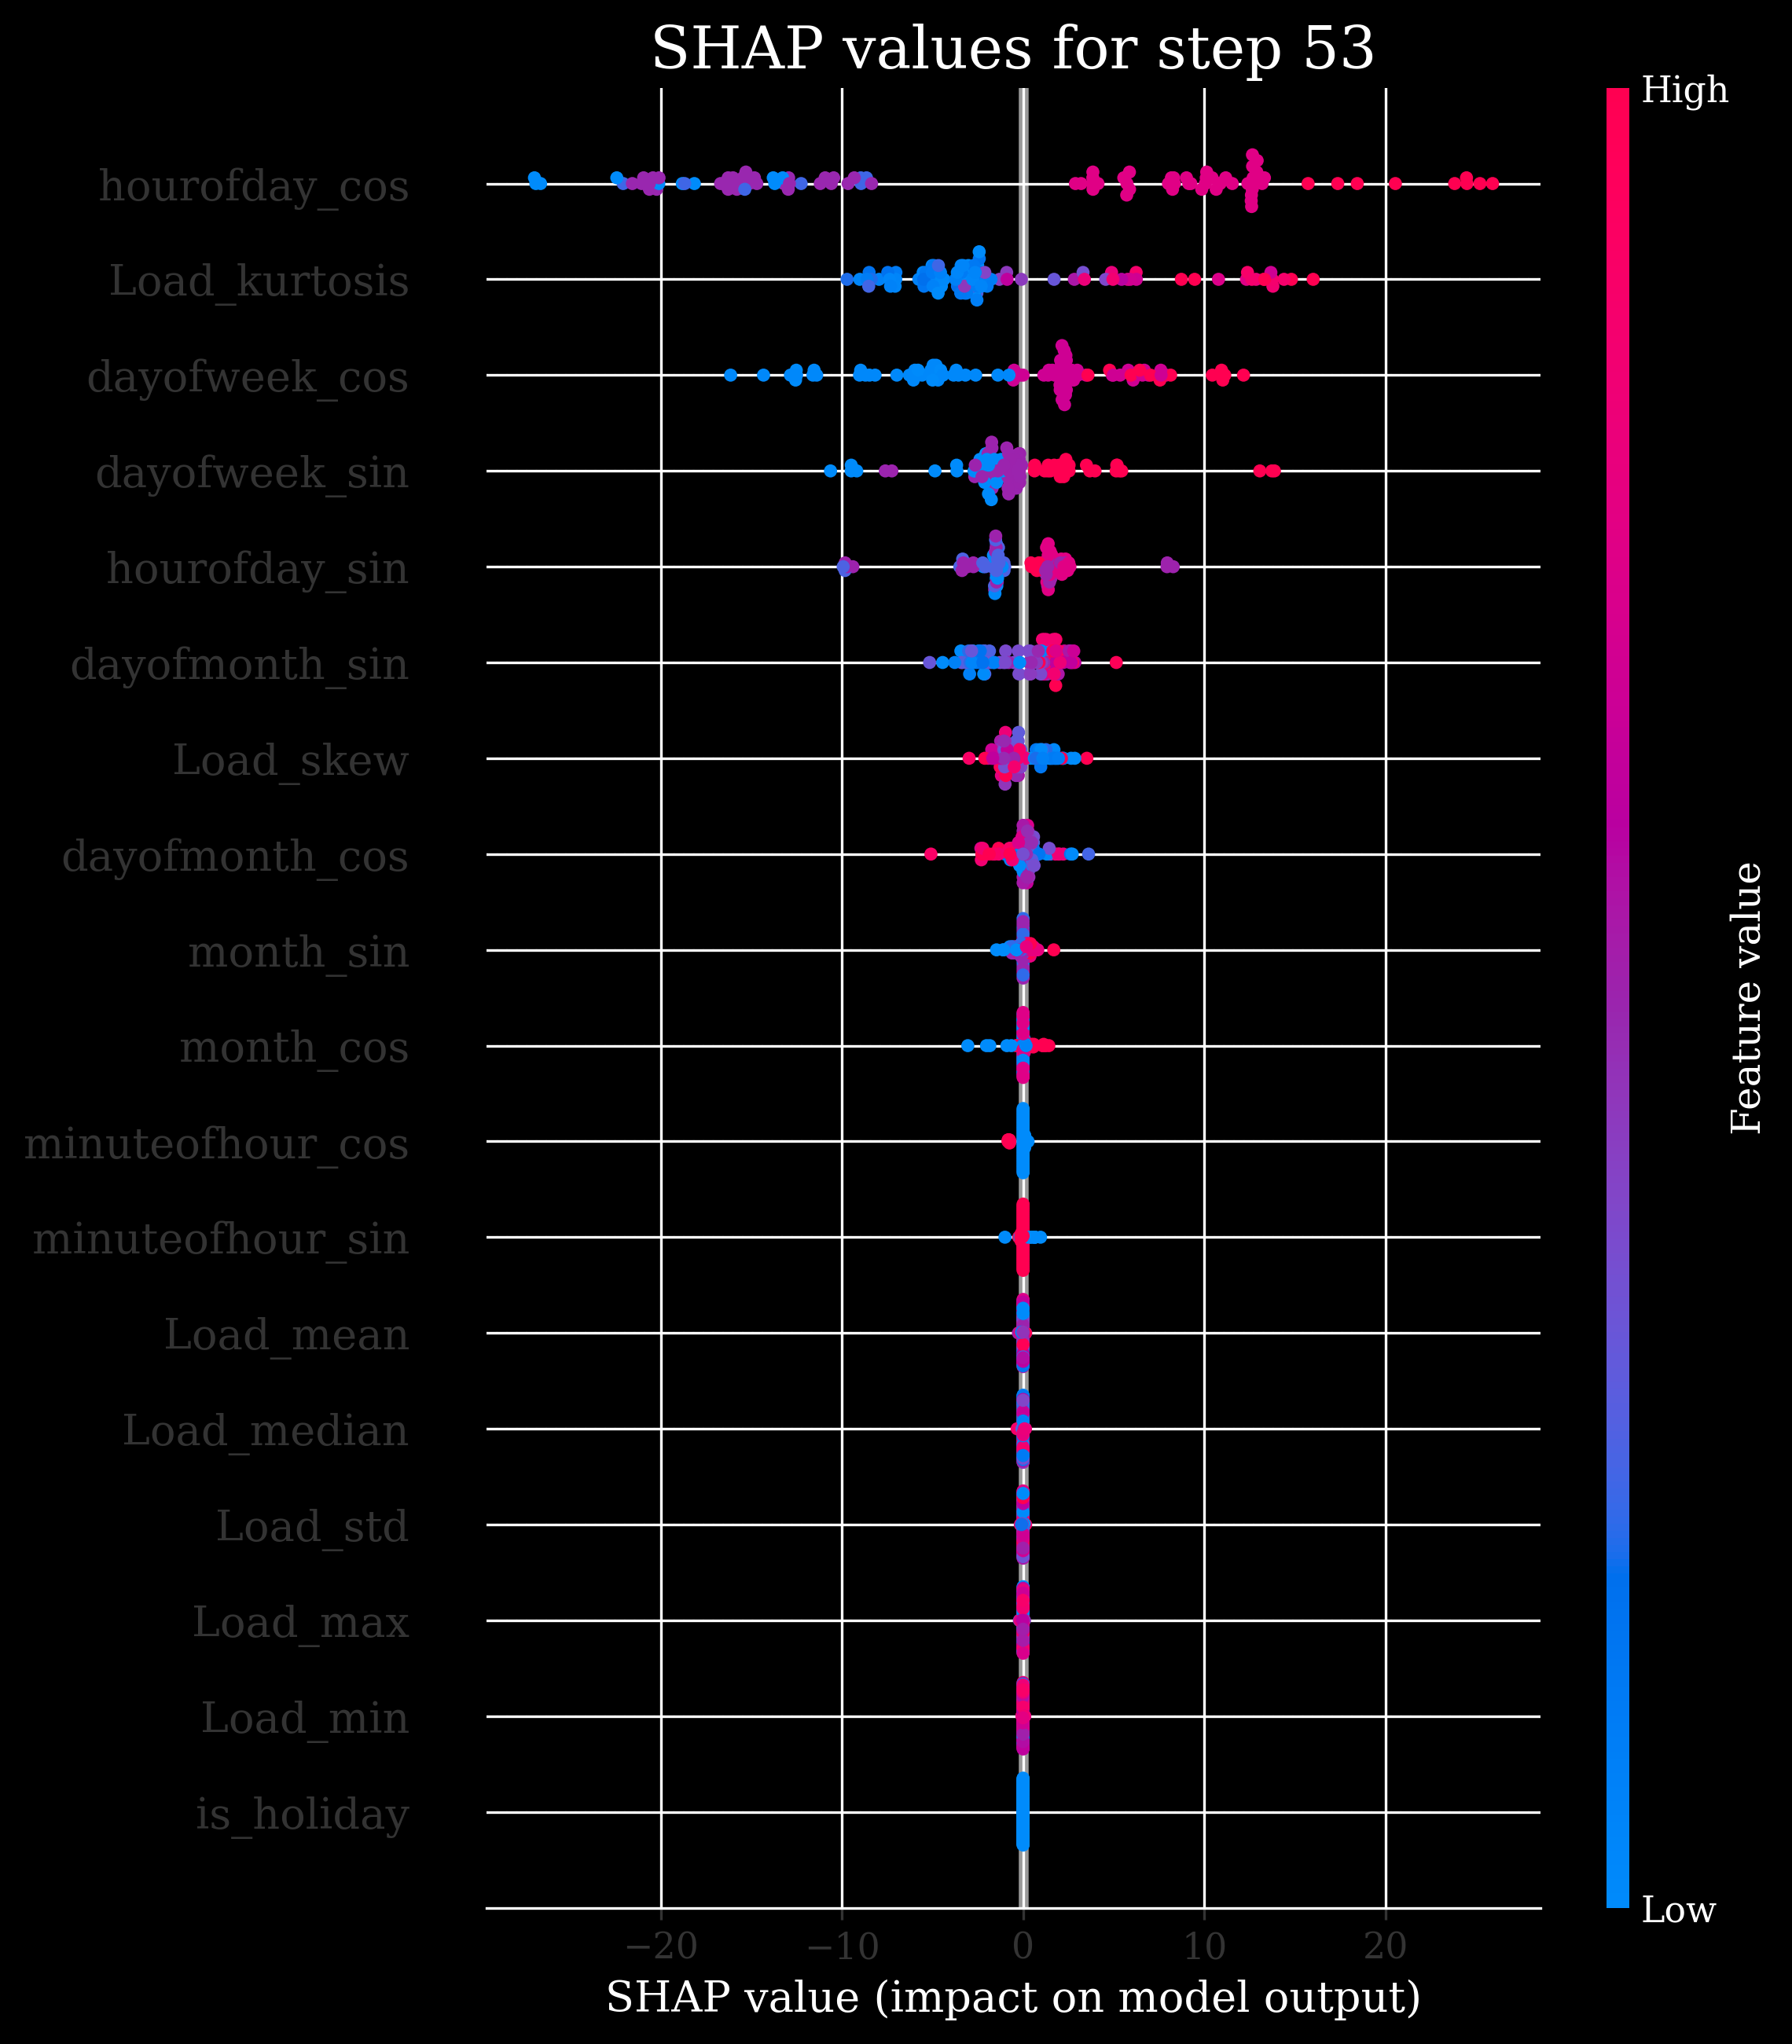 SHAP values for step 53
High
hourofday_cos
Load_kurtosis
dayofweek_cos
dayofweek_sin
hourofday_sin
dayofmonth_sin
Load_skew
dayofmonth_cos
month_sin
month_cos
minuteofhour_cos
minuteofhour_sin
Load_mean
Load_median
Load_std
Load_max
Load_min
is_holiday
Feature value
Low
−20 −10 0 10 20
SHAP value (impact on model output)